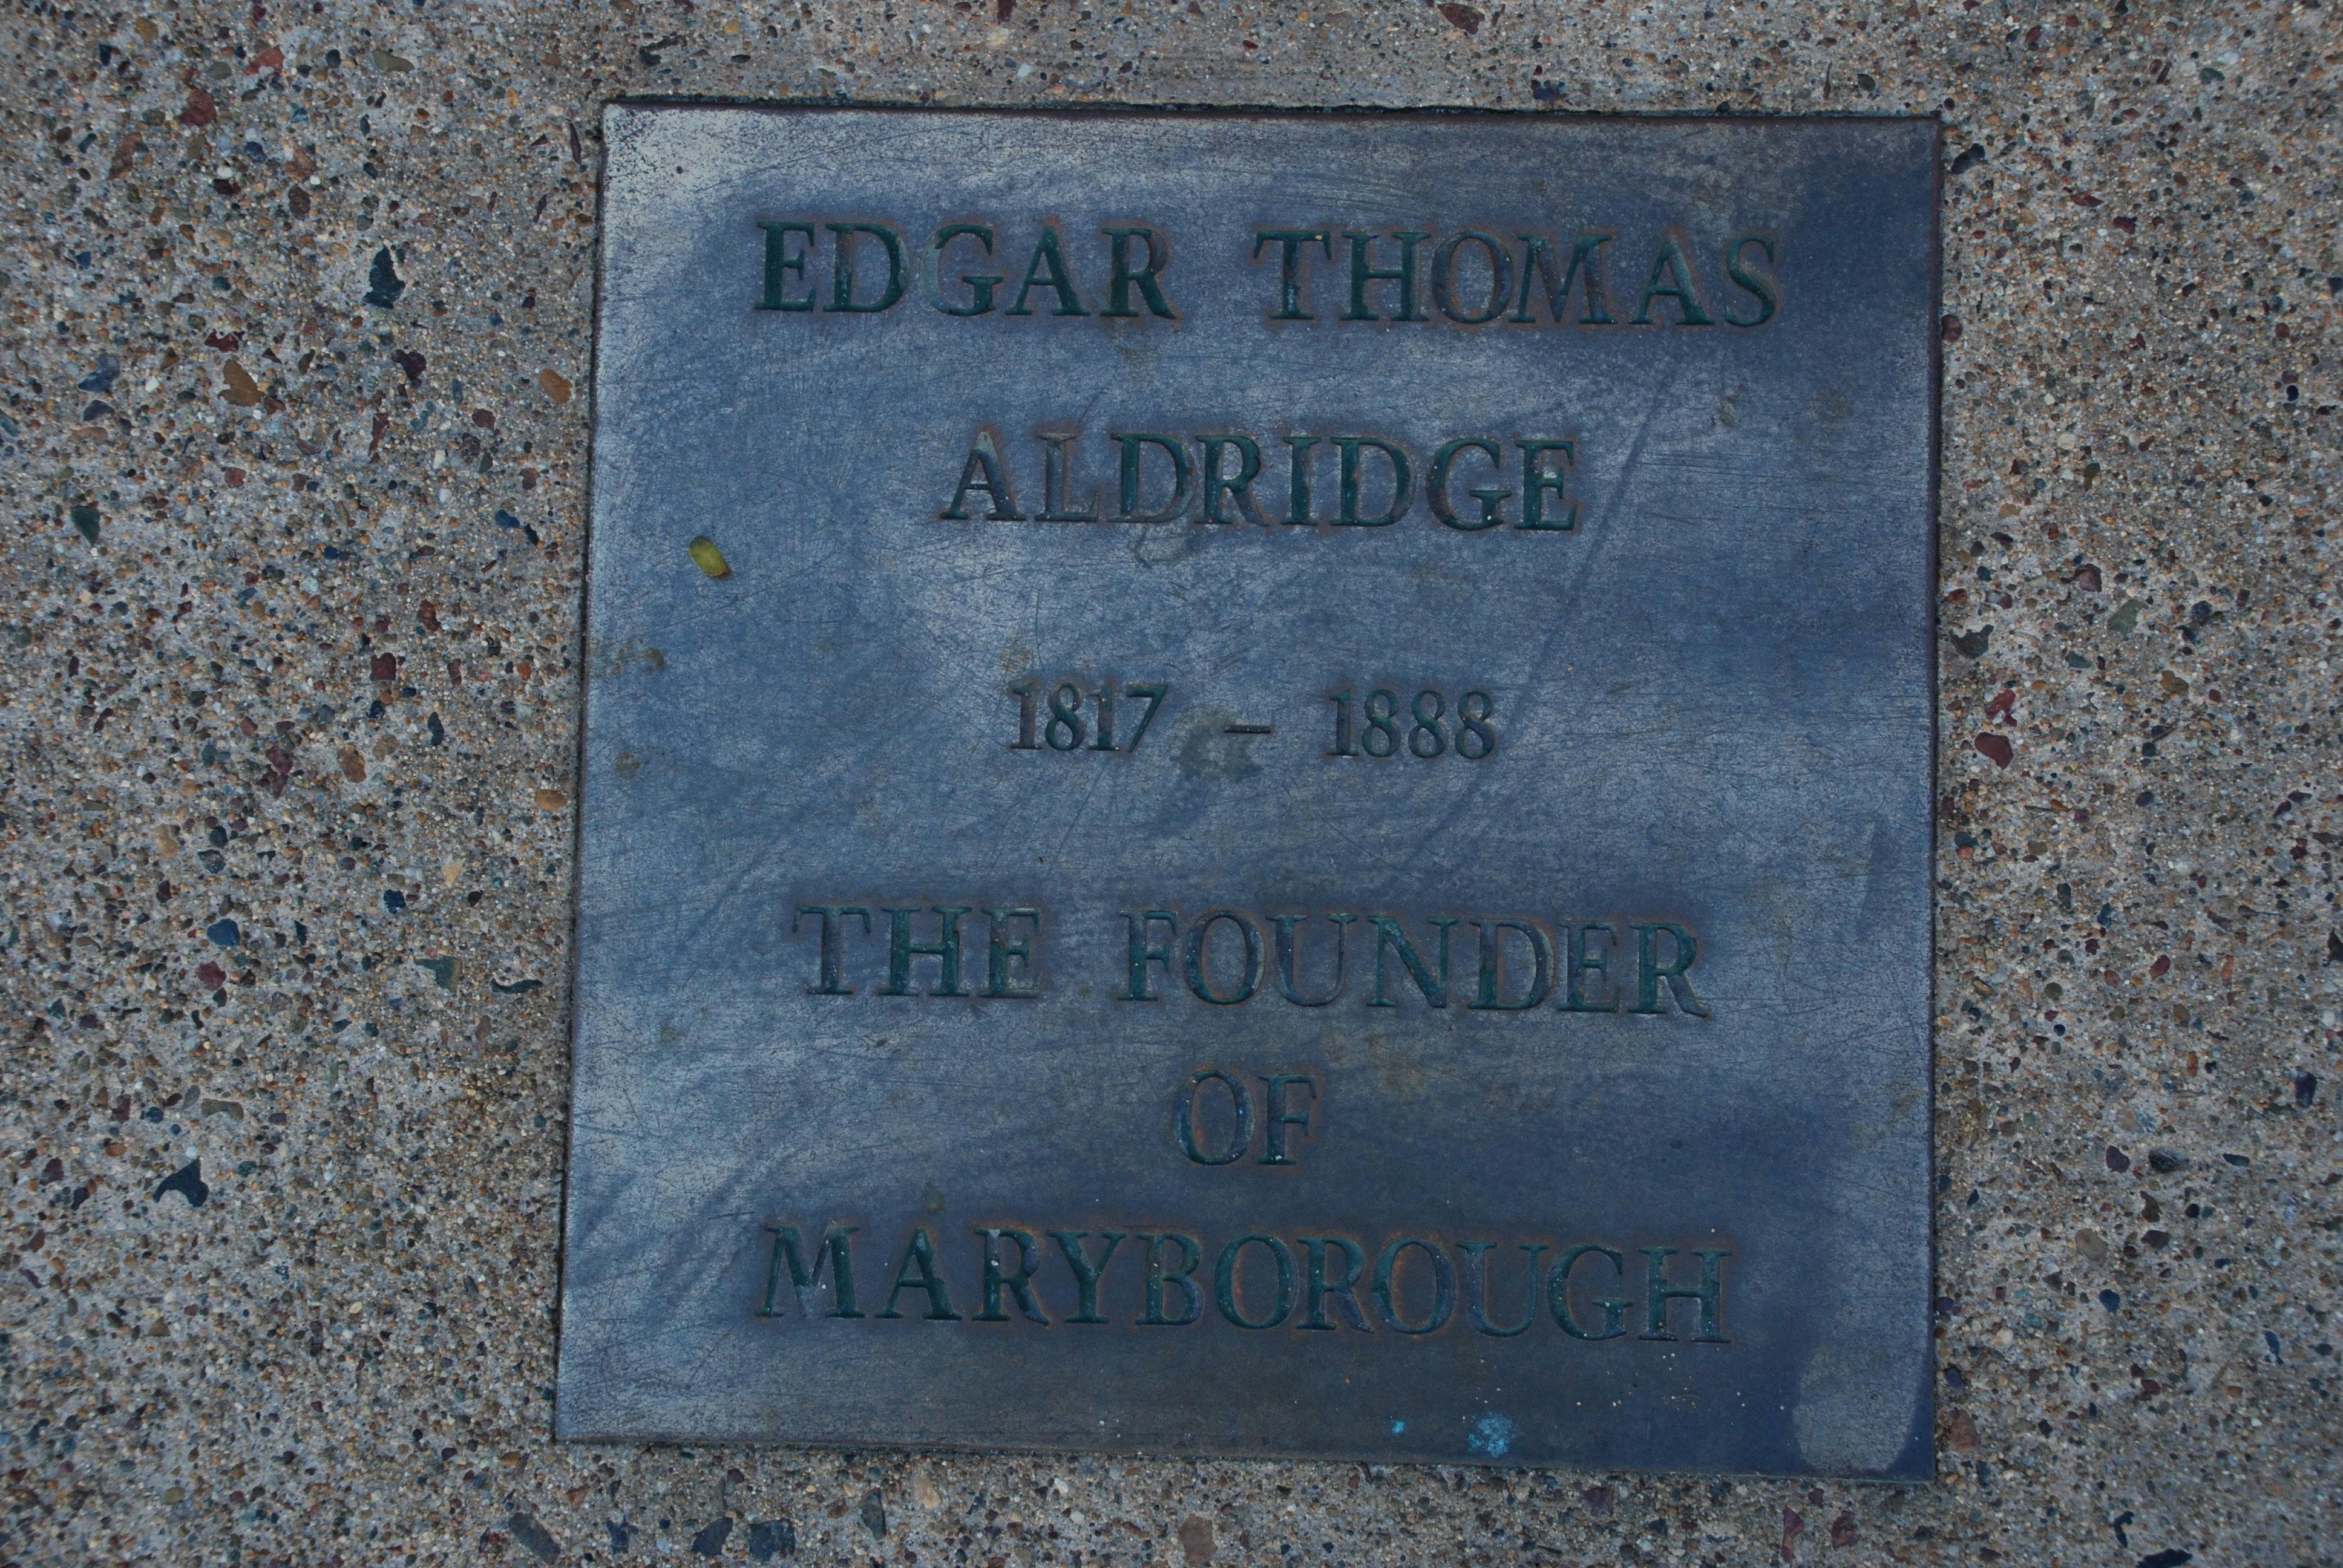 EDGAR THOMAS
ALDRIDGE
1817 – 1888
THE FOUNDER
OF
MARYBOROUGH